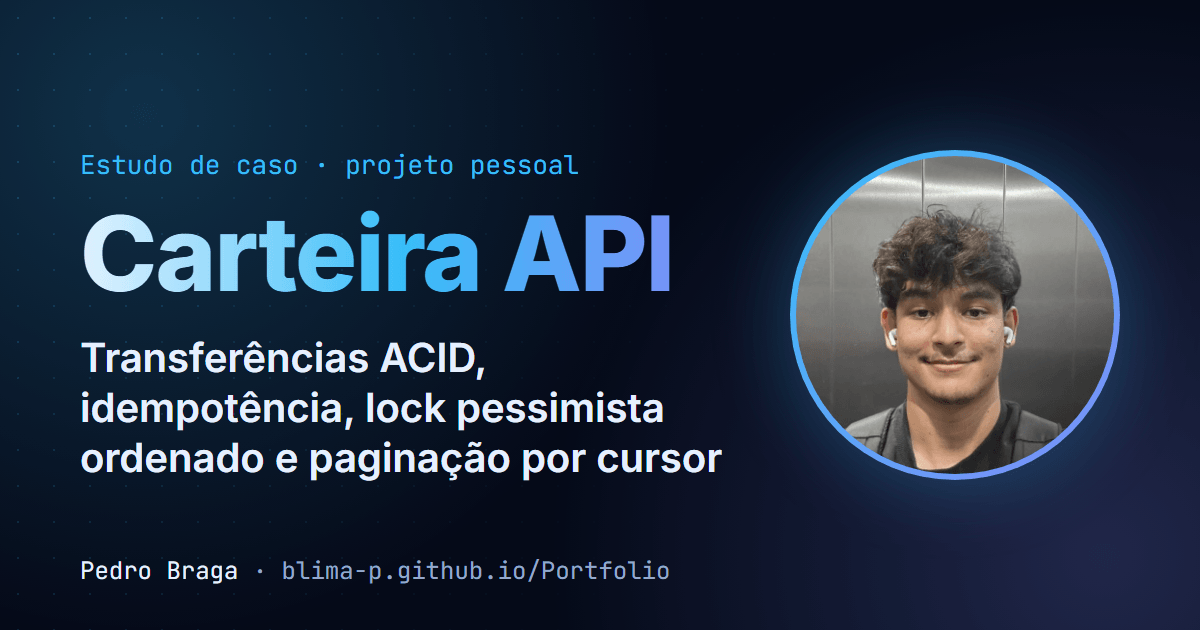 Estudo de caso · projeto pessoal
Carteira API
Transferências ACID,
idempotência, lock pessimista
ordenado e paginação por cursor
Pedro Braga · blima-p.github.io/Portfolio